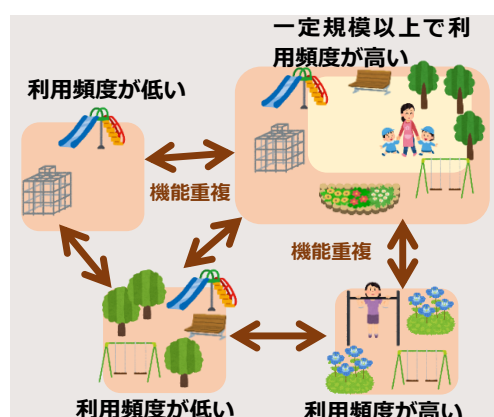 一定規模以上で利
用頻度が高い
利用頻度が低い
機能重複
機能重複
利用頻度が低い
利用頻度が高い